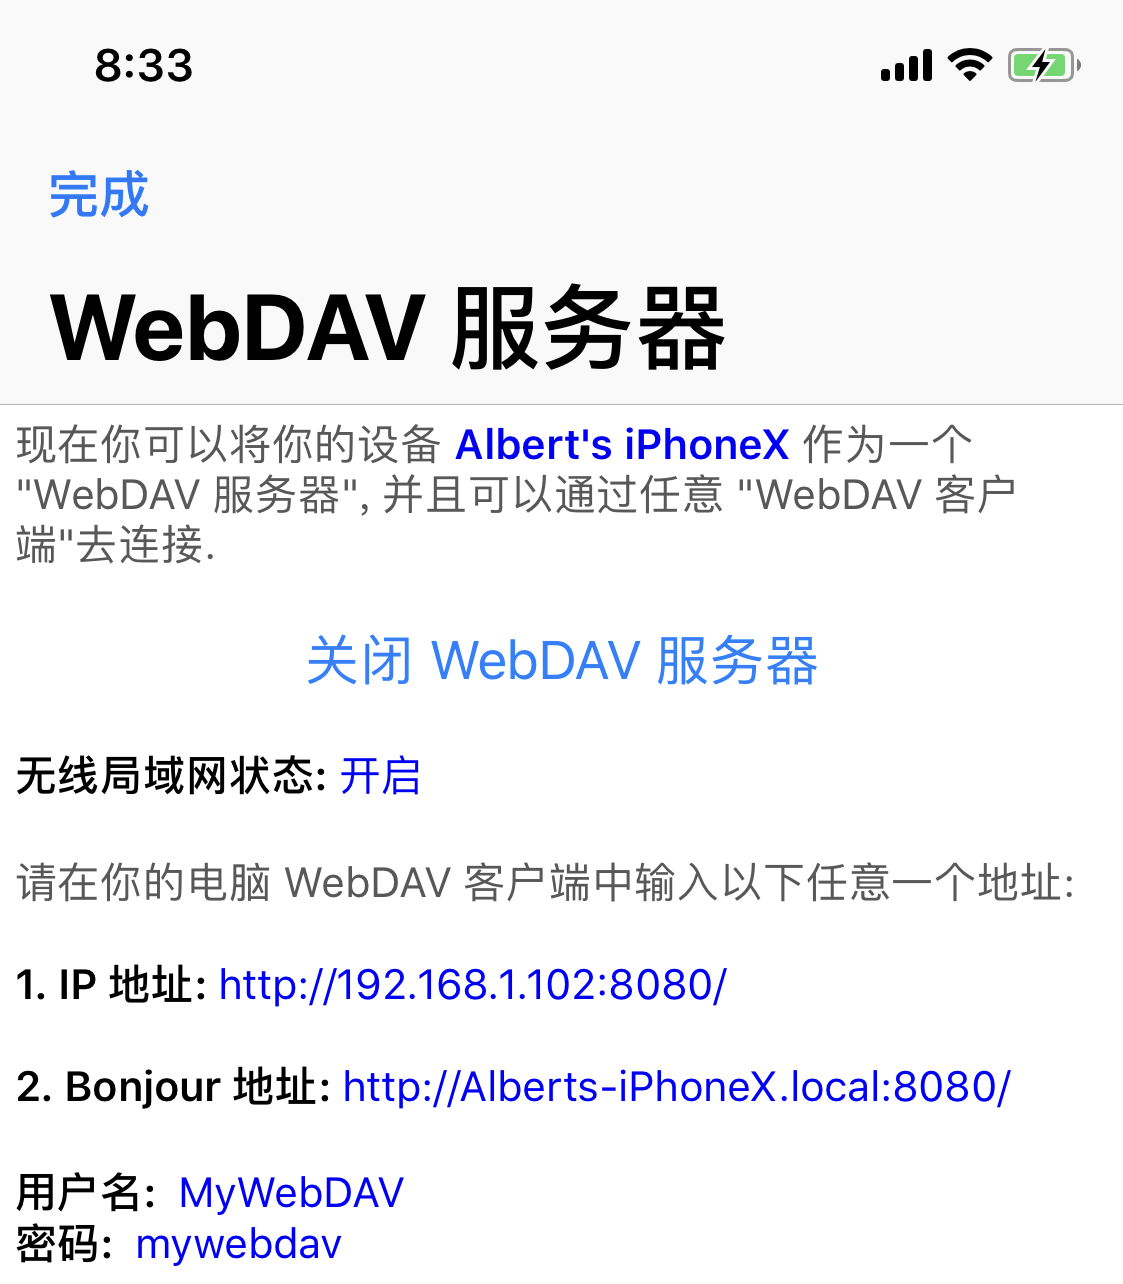 8:33
完成
WebDAV 服务器
现在你可以将你的设备 Albert's iPhoneX 作为一个
"WebDAV 服务器", 并且可以通过任意 "WebDAV 客户
端"去连接.
关闭 WebDAV 服务器
无线局域网状态: 开启
请在你的电脑 WebDAV 客户端中输入以下任意一个地址:
1. IP 地址: http://192.168.1.102:8080/
2. Bonjour 地址: http://Alberts-iPhoneX.local:8080/
用户名: MyWebDAV
密码: mywebdav